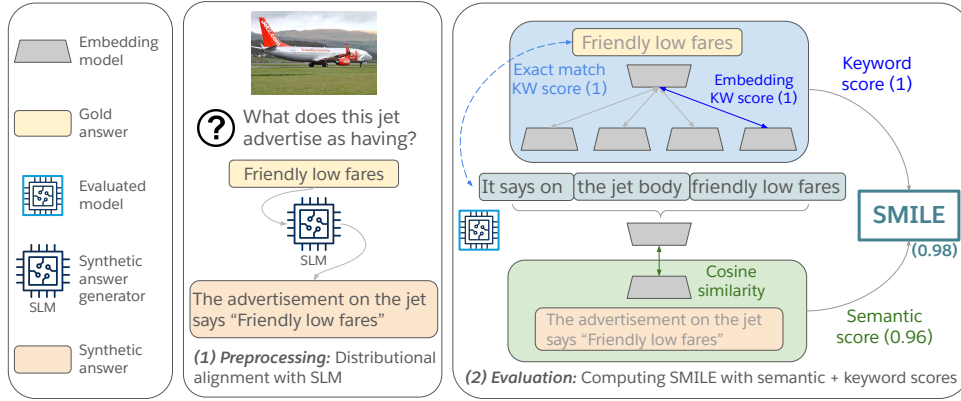 Embedding
model
Gold
answer
Evaluated
model
Synthetic
answer
generator
SLM
Synthetic
answer
What does this jet
advertise as having?
Friendly low fares
SLM
The advertisement on the jet
says “Friendly low fares”
(1) Preprocessing: Distributional
alignment with SLM
Friendly low fares
Exact match
KW score (1)
Embedding
KW score (1)
Keyword
score (1)
It says on the jet body friendly low fares
SMILE
(0.98)
Cosine
similarity
The advertisement on the jet
says “Friendly low fares”
Semantic
score (0.96)
(2) Evaluation: Computing SMILE with semantic + keyword scores